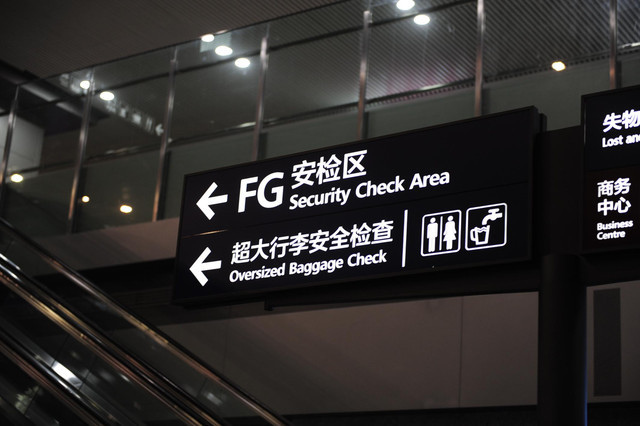 FG 安检区
Security Check Area
超大行李安全检查
Oversized Baggage Check
失物
Lost an
商务
中心
Business
Centre